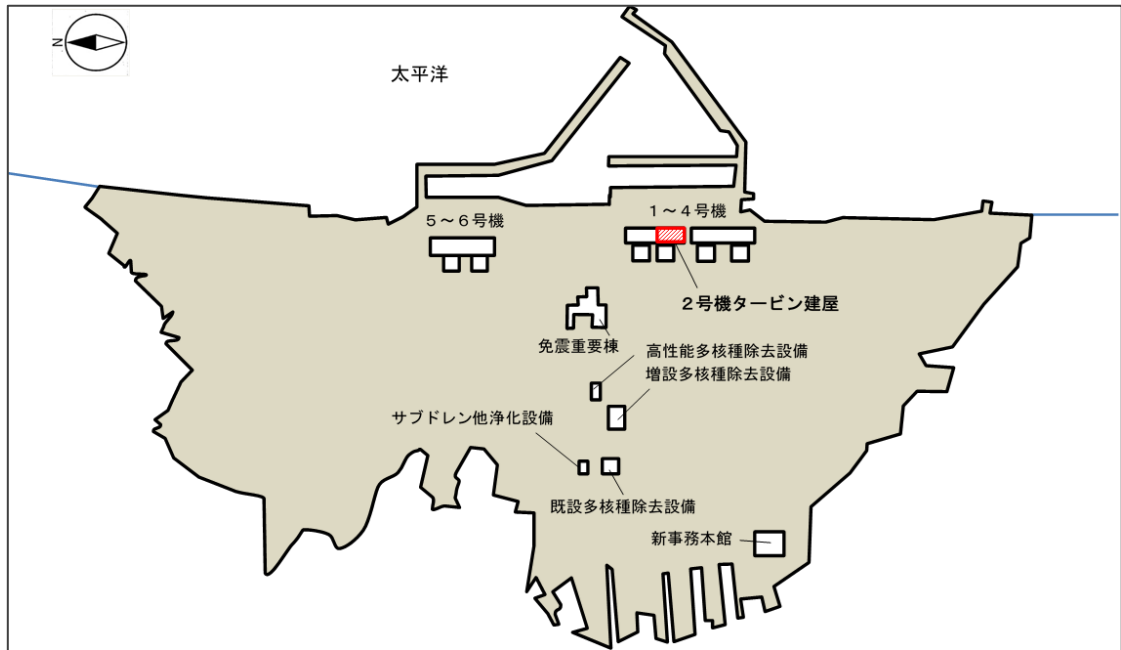 N
太平洋
5～6号機
1～4号機
2号機タービン建屋
免震重要棟
高性能多核種除去設備
増設多核種除去設備
サブドレン他浄化設備
既設多核種除去設備
新事務本館